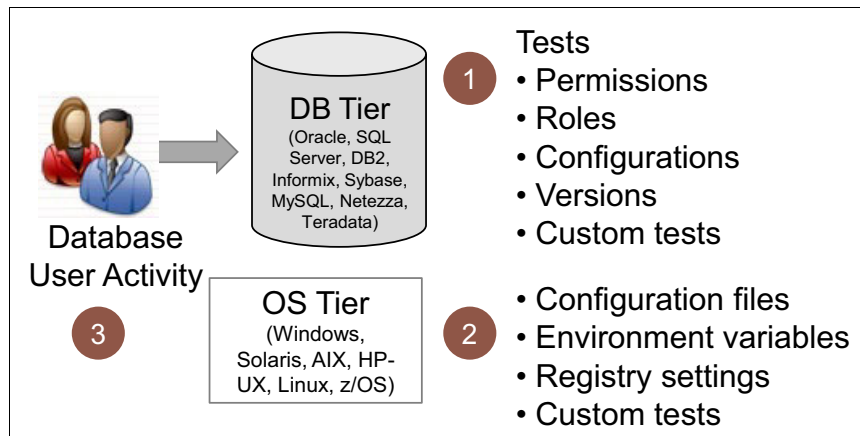 Database
User Activity
3
DB Tier
(Oracle, SQL
Server, DB2,
Informix, Sybase,
MySQL, Netezza,
Teradata)
OS Tier
(Windows,
Solaris, AIX, HP-
UX, Linux, z/OS)
1
Tests
• Permissions
• Roles
• Configurations
• Versions
• Custom tests
2
• Configuration files
• Environment variables
• Registry settings
• Custom tests